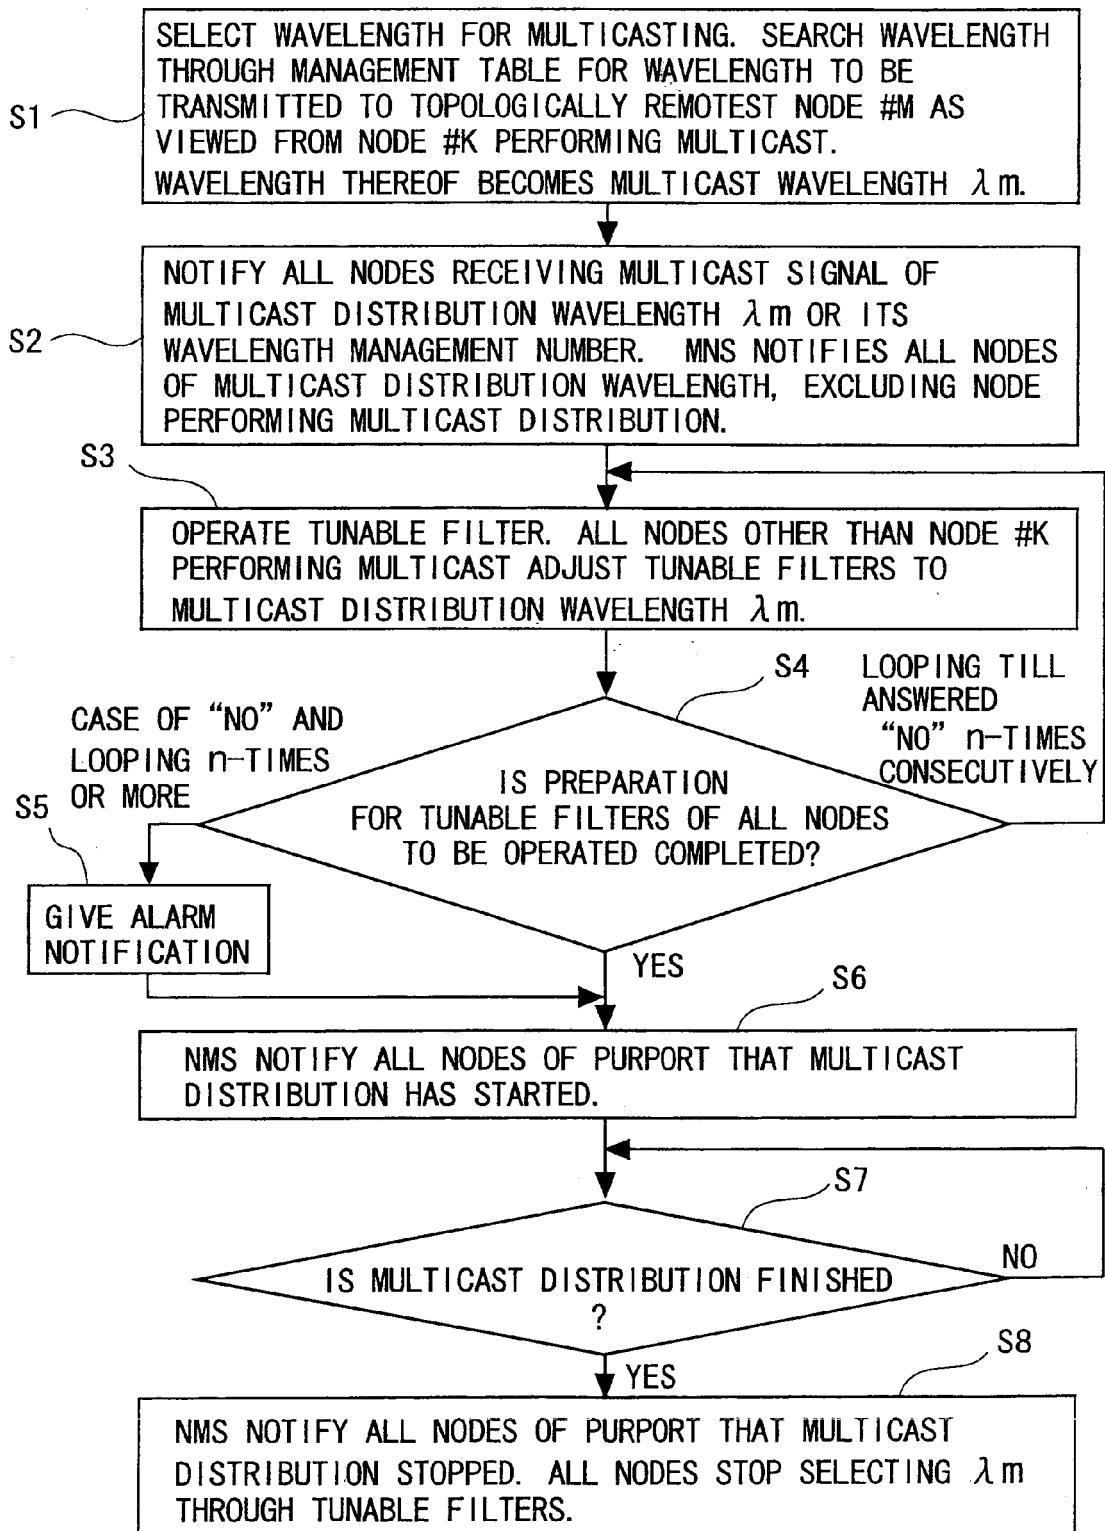 S1
SELECT WAVELENGTH FOR MULTICASTING. SEARCH WAVELENGTH
THROUGH MANAGEMENT TABLE FOR WAVELENGTH TO BE
TRANSMITTED TO TOPOLOGICALLY REMOTEST NODE #M AS
VIEWED FROM NODE #K PERFORMING MULTICAST.
WAVELENGTH THEREOF BECOMES MULTICAST WAVELENGTH λm.
S2
NOTIFY ALL NODES RECEIVING MULTICAST SIGNAL OF
MULTICAST DISTRIBUTION WAVELENGTH λm OR ITS
WAVELENGTH MANAGEMENT NUMBER. MNS NOTIFIES ALL NODES
OF MULTICAST DISTRIBUTION WAVELENGTH, EXCLUDING NODE
PERFORMING MULTICAST DISTRIBUTION.
S3
OPERATE TUNABLE FILTER. ALL NODES OTHER THAN NODE #K
PERFORMING MULTICAST ADJUST TUNABLE FILTERS TO
MULTICAST DISTRIBUTION WAVELENGTH λm.
S4
LOOPING TILL
ANSWERED
"NO" n-TIMES
CONSECUTIVELY
CASE OF "NO" AND
LOOPING n-TIMES
OR MORE
IS PREPARATION
FOR TUNABLE FILTERS OF ALL NODES
TO BE OPERATED COMPLETED?
S5
GIVE ALARM
NOTIFICATION
YES
S6
NMS NOTIFY ALL NODES OF PURPORT THAT MULTICAST
DISTRIBUTION HAS STARTED.
S7
IS MULTICAST DISTRIBUTION FINISHED
?
NO
YES
S8
NMS NOTIFY ALL NODES OF PURPORT THAT MULTICAST
DISTRIBUTION STOPPED. ALL NODES STOP SELECTING λm
THROUGH TUNABLE FILTERS.